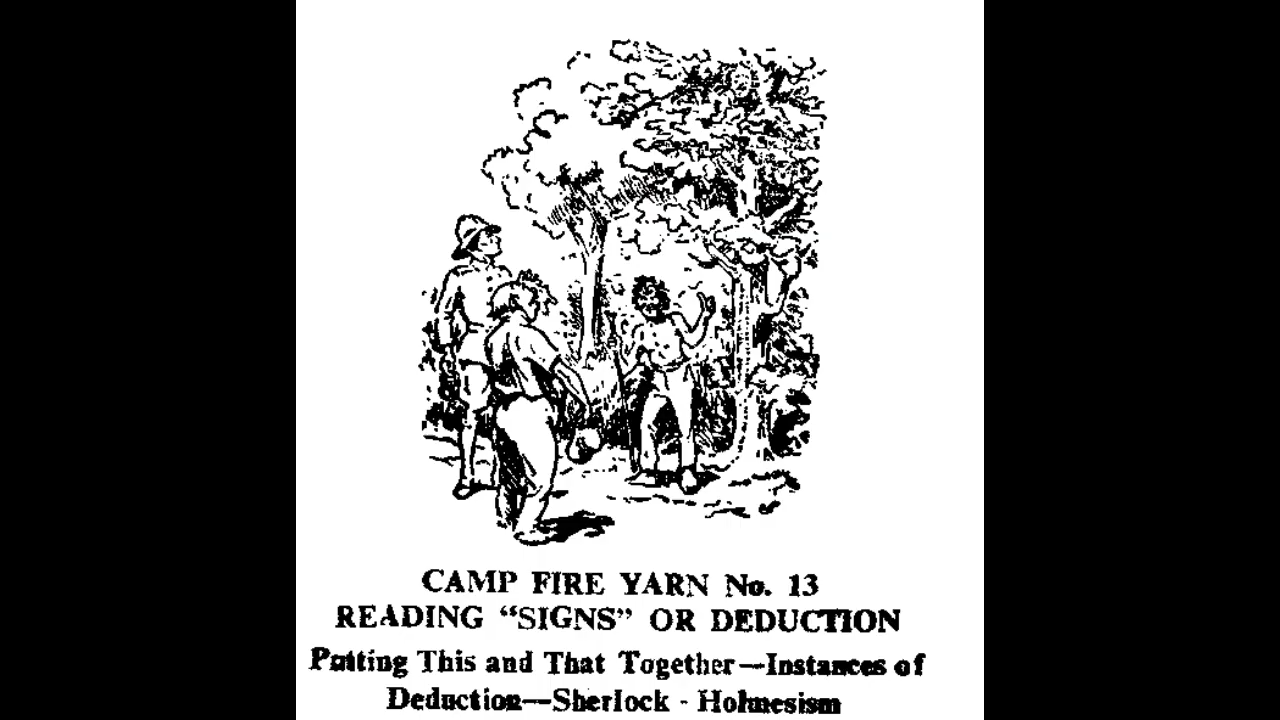 CAMP FIRE YARN No. 13
READING “SIGNS” OR DEDUCTION
Putting This and That Together—Instances of
Deduction—Sherlock - Holmesism